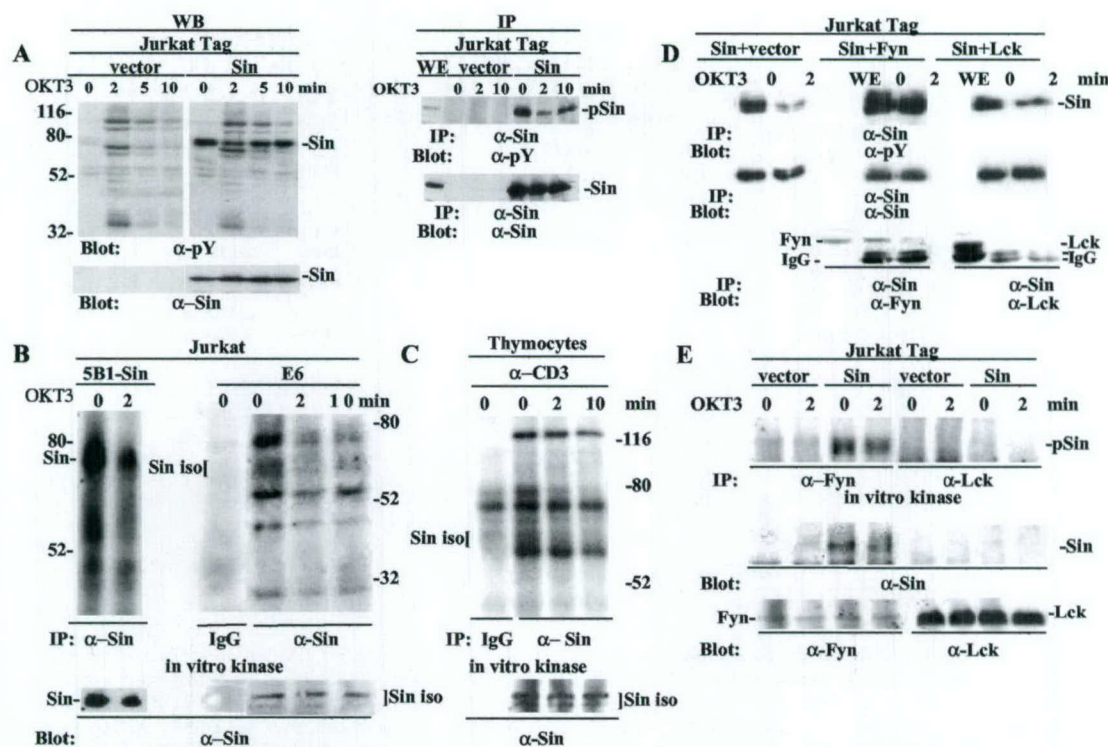 A
WB
Jurkat Tag
vector Sin
OKT3 0 2 5 10 0 2 5 10 min
116-
80-
-Sin
52-
32-
Blot: α-pY
-Sin
Blot: α–Sin
IP
Jurkat Tag
WE vector Sin
OKT3 0 2 10 0 2 10 min
-pSin
IP: α-Sin
Blot: α-pY
-Sin
IP: α-Sin
Blot: α-Sin
D
Jurkat Tag
Sin+vector Sin+Fyn Sin+Lck
OKT3 0 2 WE 0 2 WE 0 2 min
-Sin
IP: α-Sin
Blot: α-pY
IP: α-Sin
Blot: α-Sin
Fyn – -Lck
IgG - -IgG
IP: α-Sin α-Sin
Blot: α-Fyn α-Lck
B
Jurkat
5B1-Sin E6
OKT3 0 2 0 0 2 1 0 min
80-
Sin-
52-
Sin iso[
-80
-52
-32
IP: α–Sin IgG α-Sin
in vitro kinase
Sin- ]Sin iso
Blot: α–Sin
C
Thymocytes
α–CD3
0 0 2 10 min
-116
-80
Sin iso[
-52
IP: IgG α– Sin
in vitro kinase
]Sin iso
α-Sin
E
Jurkat Tag
vector Sin vector Sin
OKT3 0 2 0 2 0 2 0 2 min
-pSin
IP: α–Fyn α-Lck
in vitro kinase
-Sin
Blot: α-Sin
Fyn- -Lck
Blot: α-Fyn α-Lck